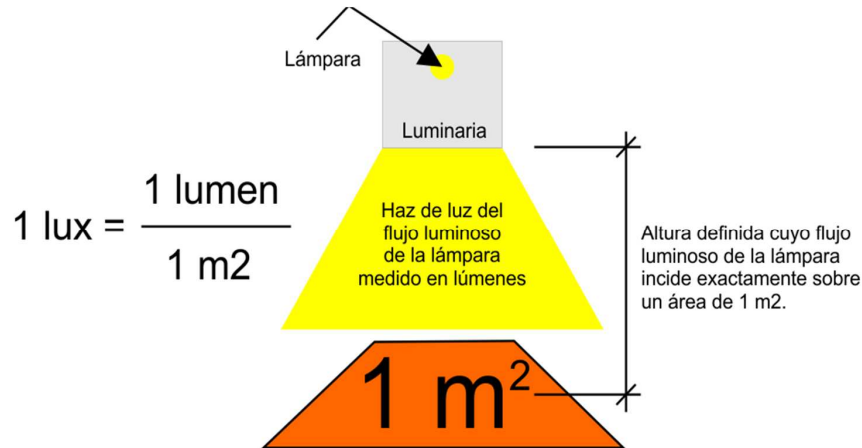 Lámpara
Luminaria
1 lux =
1 lumen
1 m2
Haz de luz del
flujo luminoso
de la lámpara
medido en lúmenes
Altura definida cuyo flujo
luminoso de la lámpara
incide exactamente sobre
un área de 1 m2.
1 m²